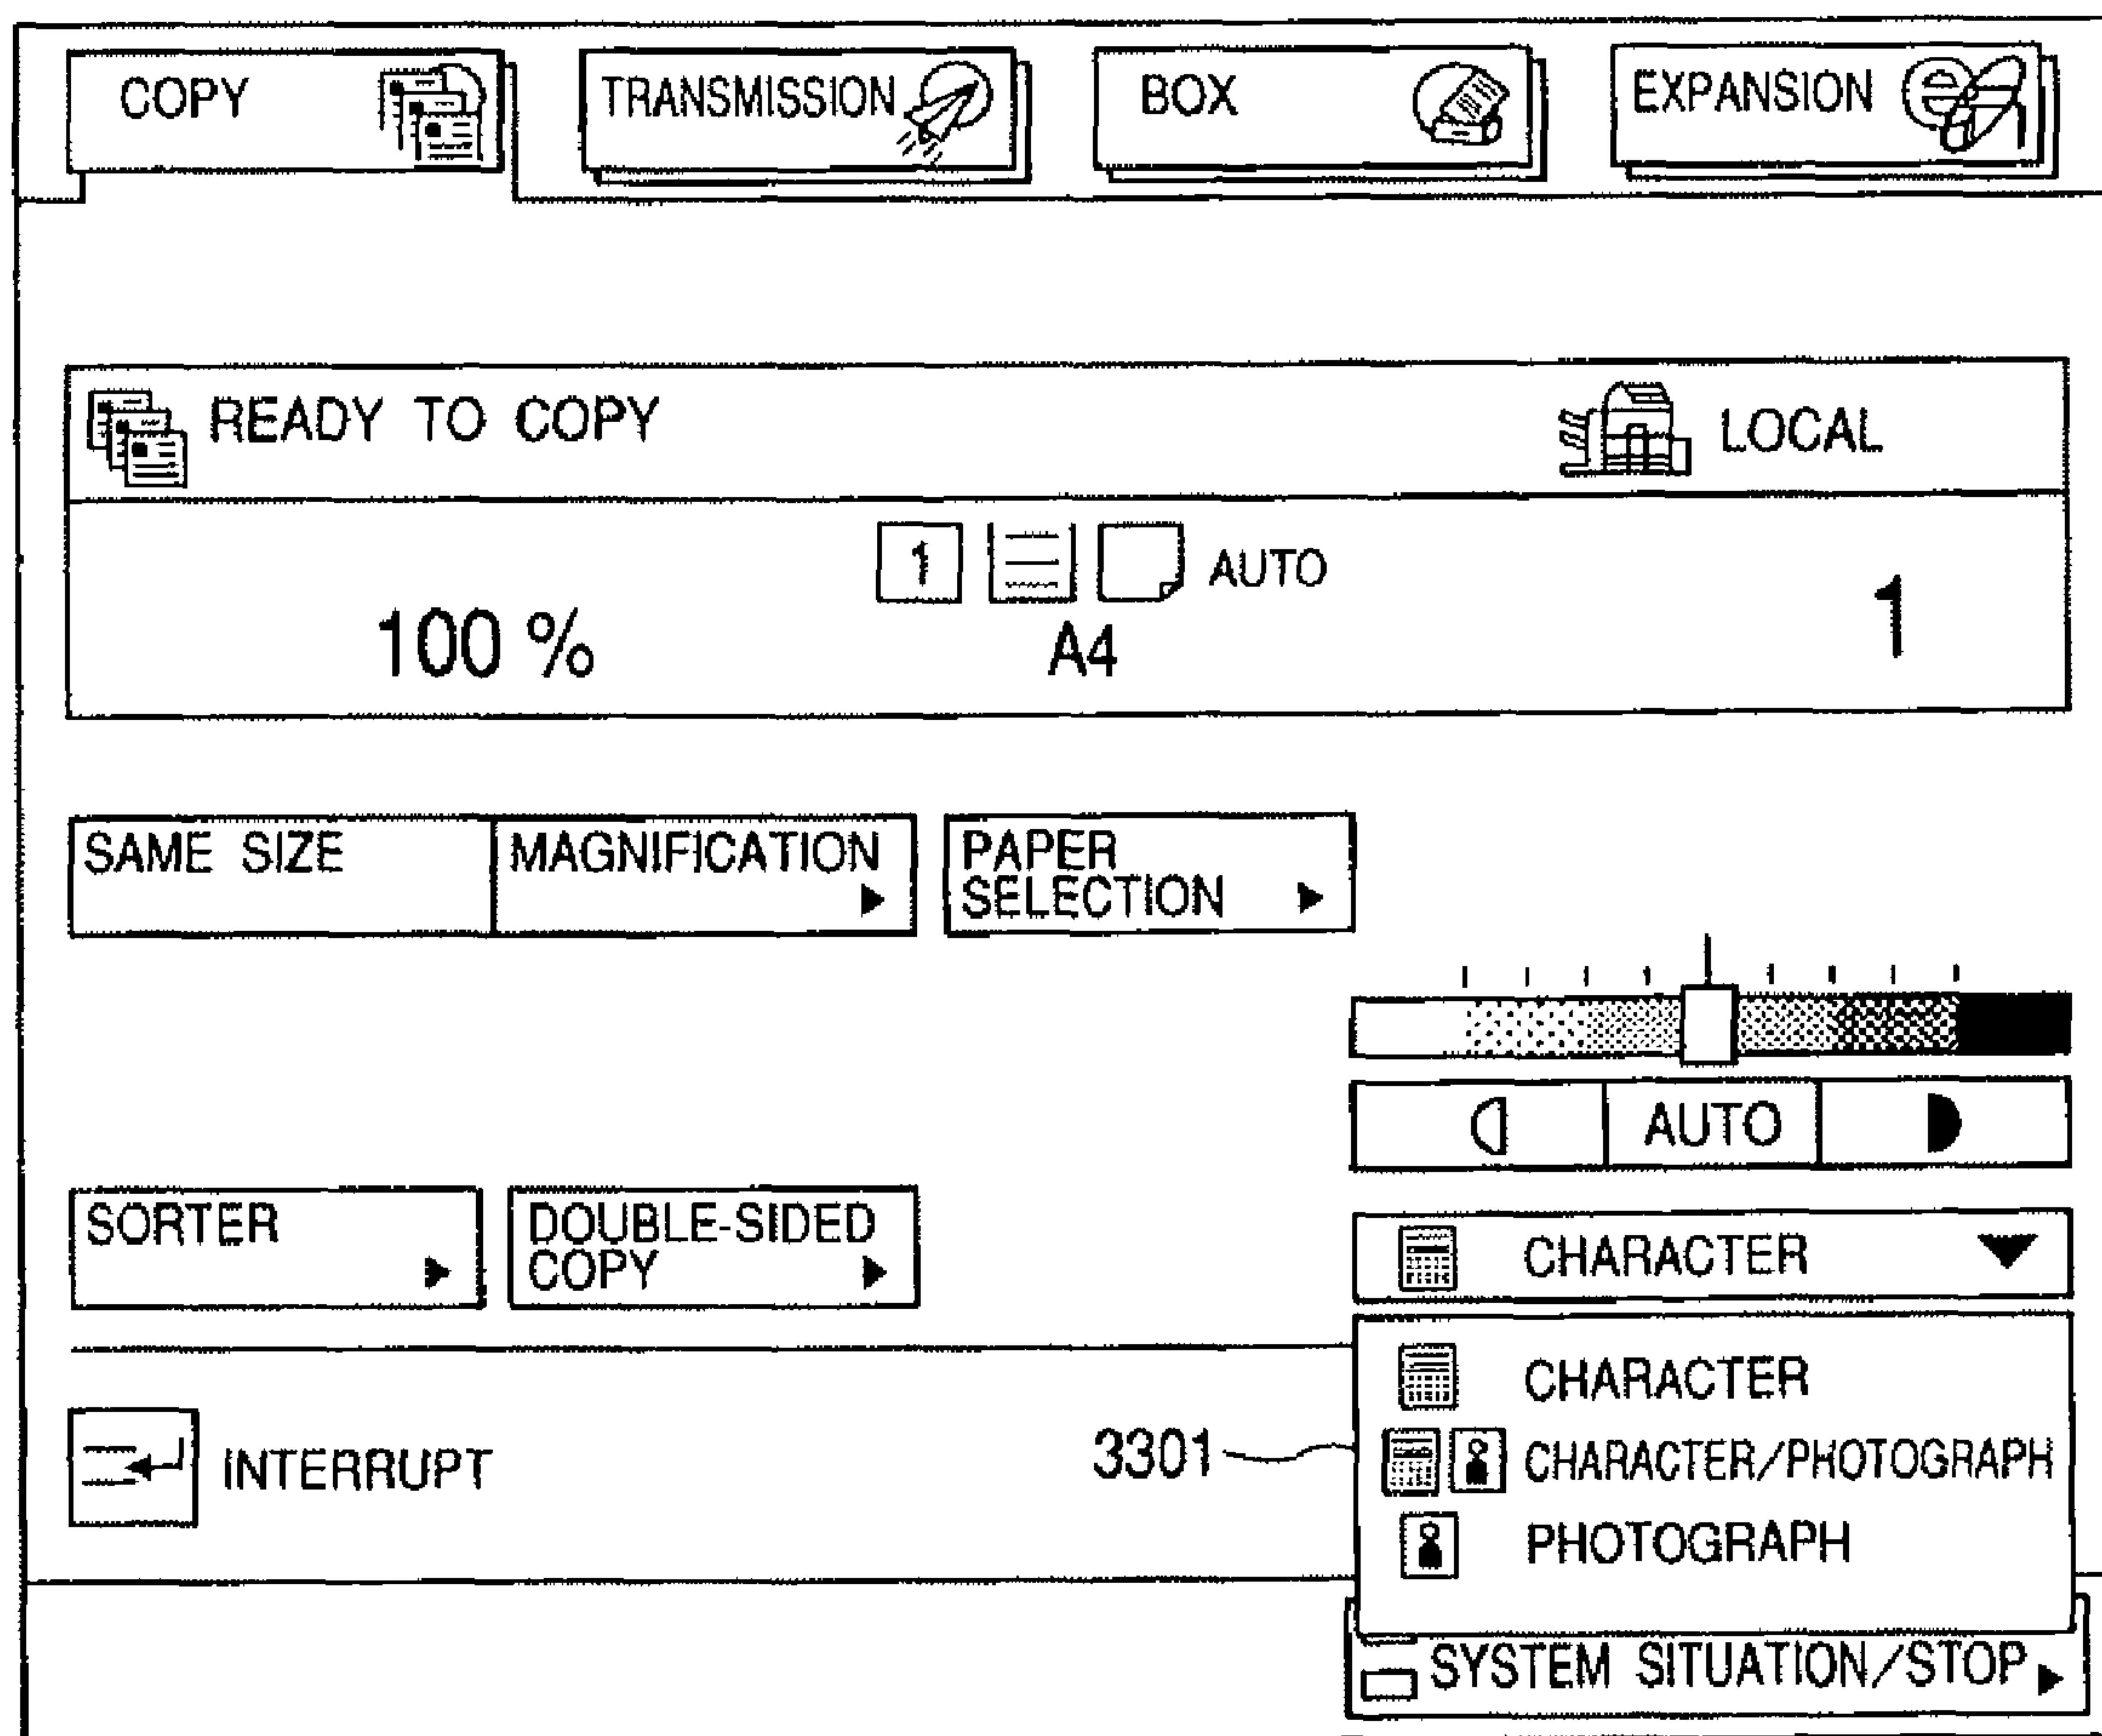 COPY
TRANSMISSION
BOX
EXPANSION
READY TO COPY
LOCAL
1
AUTO
100 %
A4
1
SAME SIZE
MAGNIFICATION
PAPER
SELECTION
AUTO
SORTER
DOUBLE-SIDED
COPY
CHARACTER
CHARACTER
3301
CHARACTER/PHOTOGRAPH
PHOTOGRAPH
INTERRUPT
SYSTEM SITUATION/STOP